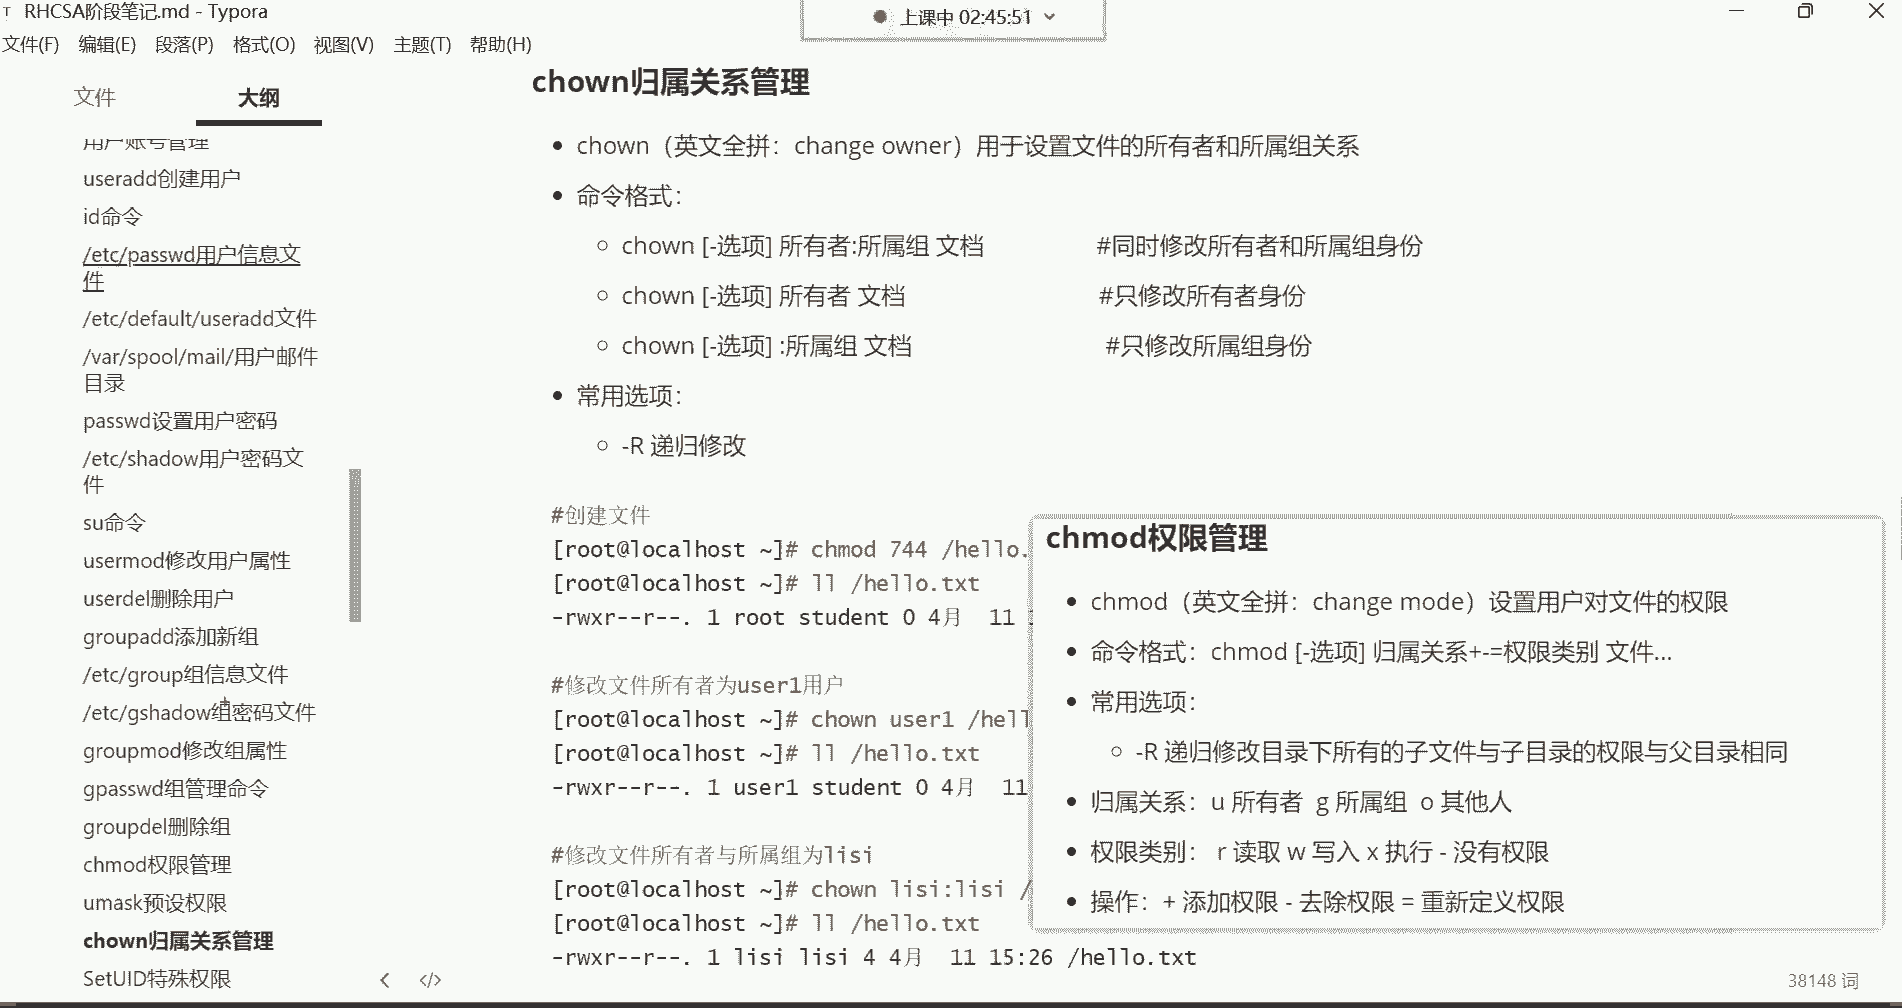 RHCSA阶段笔记.md - Typora
上课中 02:45:51
文件(F) 编辑(E) 段落(P) 格式(O) 视图(V) 主题(T) 帮助(H)
文件 大纲
用户账号管理
useradd创建用户
id命令
/etc/passwd用户信息文
件
/etc/default/useradd文件
/var/spool/mail/用户邮件
目录
passwd设置用户密码
/etc/shadow用户密码文
件
su命令
usermod修改用户属性
userdel删除用户
groupadd添加新组
/etc/group组信息文件
/etc/gshadow组密码文件
groupmod修改组属性
gpasswd组管理命令
groupdel删除组
chmod权限管理
umask预设权限
chown归属关系管理
SetUID特殊权限
chown归属关系管理
chown（英文全拼：change owner）用于设置文件的所有者和所属组关系
命令格式：
chown [-选项] 所有者:所属组 文档 #同时修改所有者和所属组身份
chown [-选项] 所有者 文档 #只修改所有者身份
chown [-选项] :所属组 文档 #只修改所属组身份
常用选项：
-R 递归修改
#创建文件
[root@localhost ~]# chmod 744 /hello.
[root@localhost ~]# ll /hello.txt
-rwxr--r--. 1 root student 0 4月 11
#修改文件所有者为user1用户
[root@localhost ~]# chown user1 /hell
[root@localhost ~]# ll /hello.txt
-rwxr--r--. 1 user1 student 0 4月 11
#修改文件所有者与所属组为lisi
[root@localhost ~]# chown lisi:lisi /
[root@localhost ~]# ll /hello.txt
-rwxr--r--. 1 lisi lisi 4 4月 11 15:26 /hello.txt
chmod权限管理
chmod（英文全拼：change mode）设置用户对文件的权限
命令格式：chmod [-选项] 归属关系+-=权限类别 文件...
常用选项：
-R 递归修改目录下所有的子文件与子目录的权限与父目录相同
归属关系：u 所有者 g 所属组 o 其他人
权限类别： r 读取 w 写入 x 执行 - 没有权限
操作：+ 添加权限 - 去除权限 = 重新定义权限
38148 词